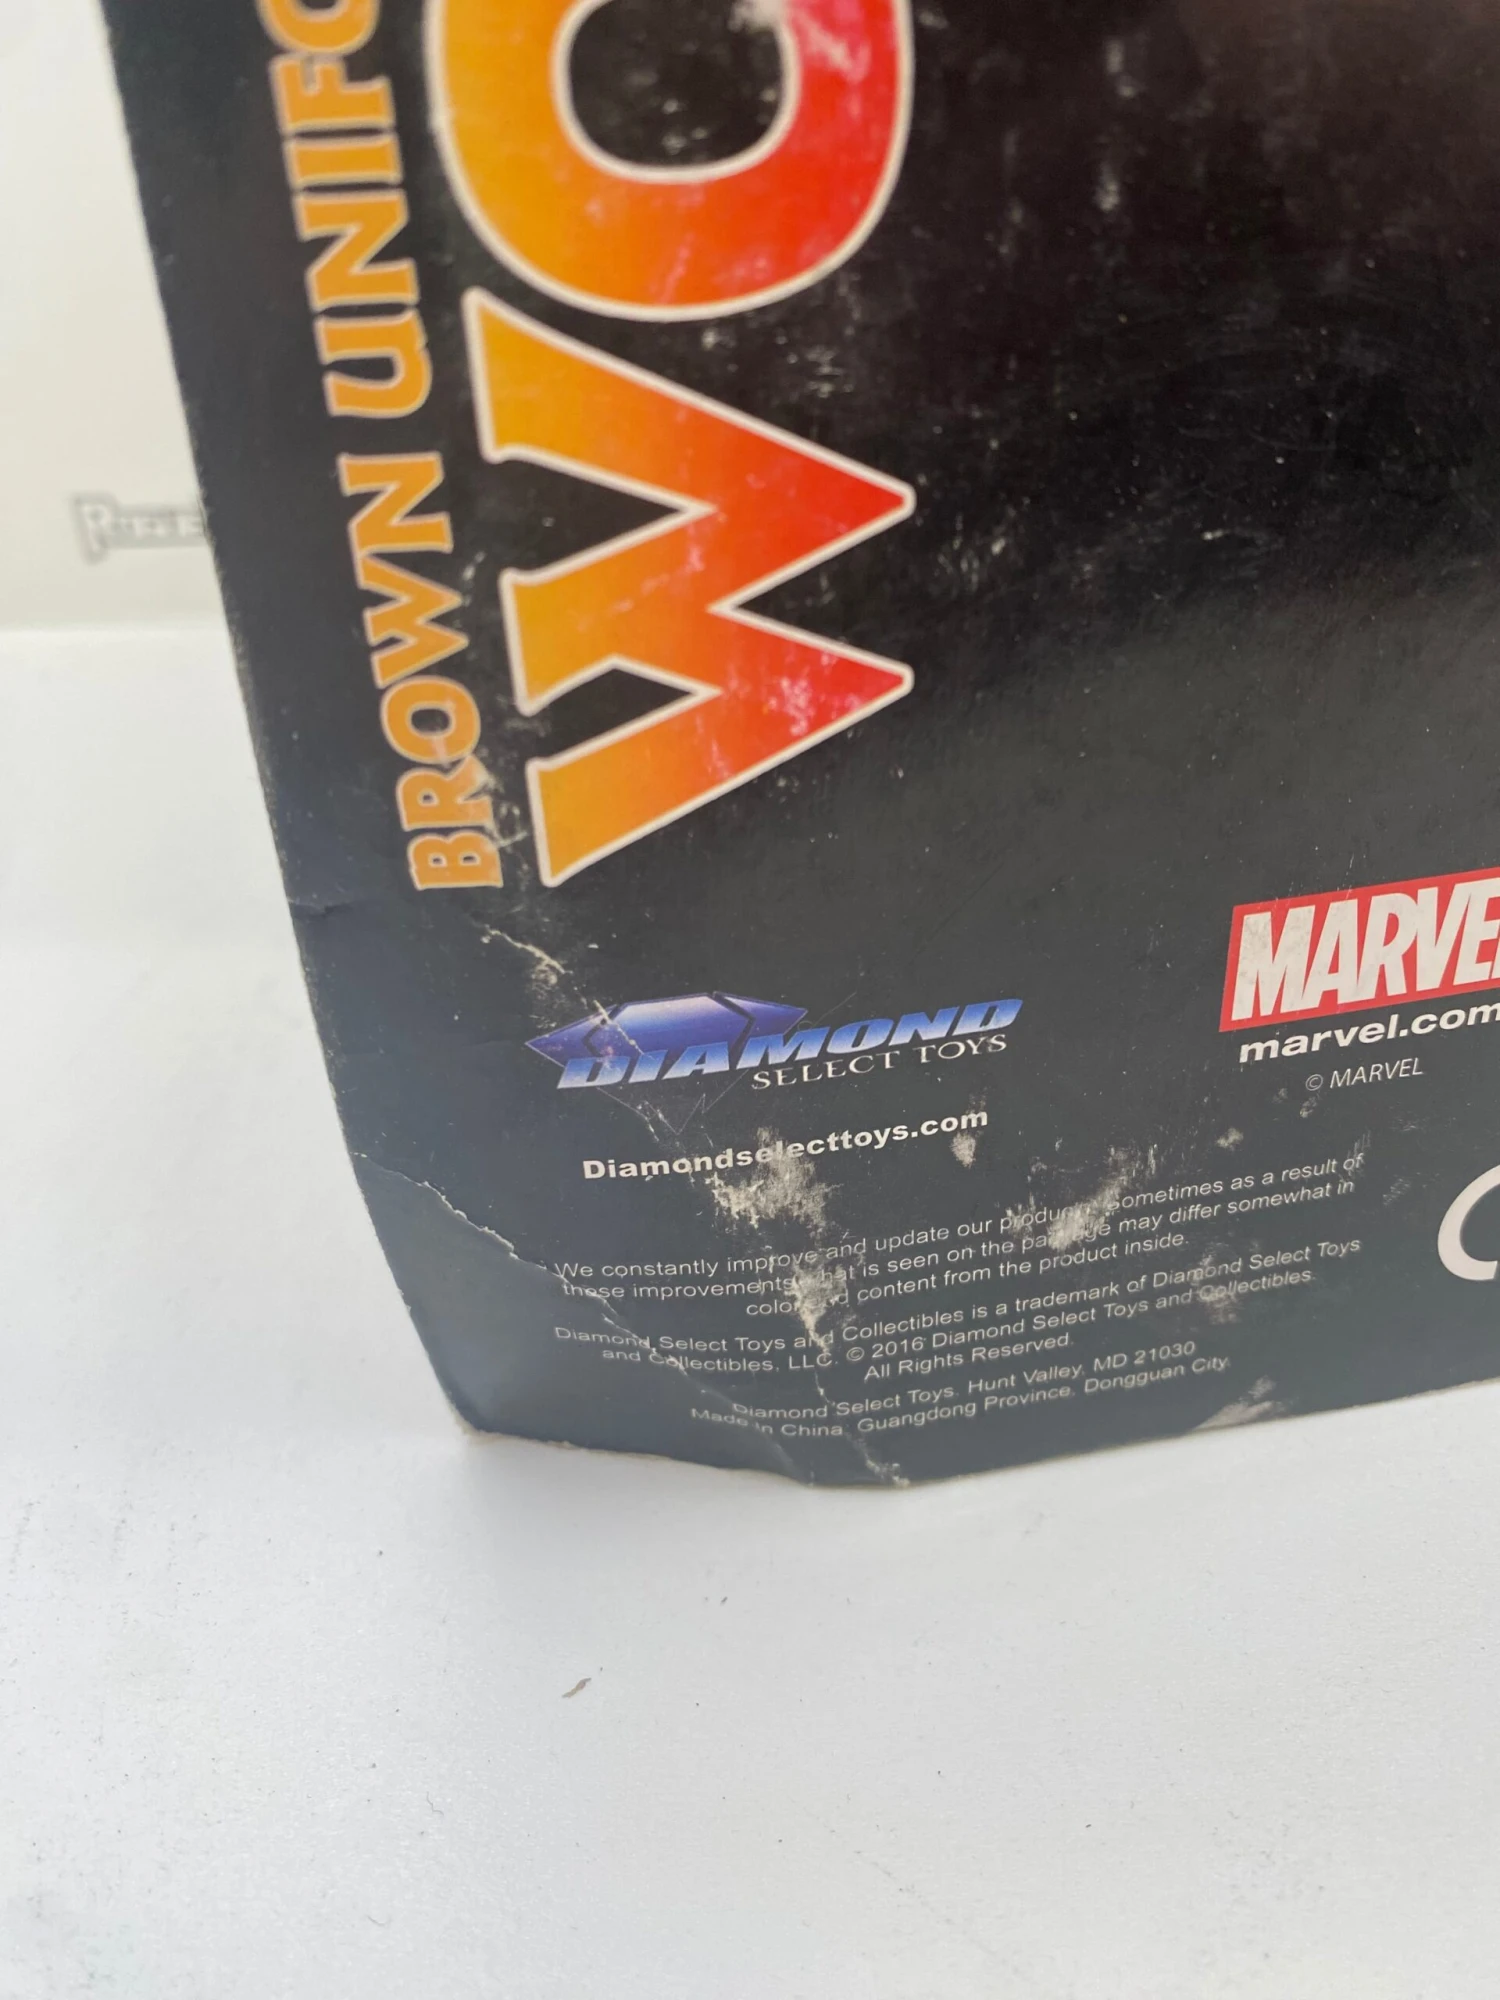 BROWN UNIFO
WO
DIAMOND
SELECT TOYS
Diamondselecttoys.com
MARVE
marvel.com
© MARVEL
We constantly improve and update our sometimes as a result of
these improvements what is seen on the package may differ somewhat in
color and content from the product inside.
Diamond Select Toys and Collectibles is a trademark of Diamond Select Toys
and Collectibles, LLC. © 2016 Diamond Select Toys and Collectibles.
All Rights Reserved.
Diamond Select Toys. Hunt Valley, MD 21030
Made In China. Guangdong Province. Dongguan City.